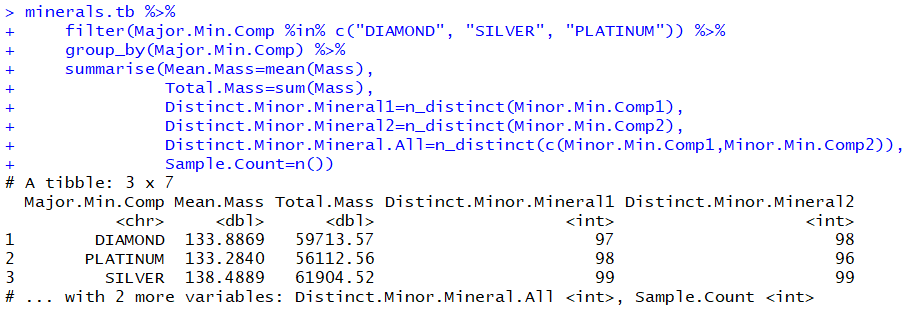 > minerals.tb %>%
+     filter(Major.Min.Comp %in% c("DIAMOND", "SILVER", "PLATINUM")) %>%
+     group_by(Major.Min.Comp) %>%
+     summarise(Mean.Mass=mean(Mass),
+               Total.Mass=sum(Mass),
+               Distinct.Minor.Mineral1=n_distinct(Minor.Min.Comp1),
+               Distinct.Minor.Mineral2=n_distinct(Minor.Min.Comp2),
+               Distinct.Minor.Mineral.All=n_distinct(c(Minor.Min.Comp1,Minor.Min.Comp2)),
+               Sample.Count=n())
# A tibble: 3 x 7
  Major.Min.Comp Mean.Mass Total.Mass Distinct.Minor.Mineral1 Distinct.Minor.Mineral2
           <chr>     <dbl>      <dbl>                   <int>                   <int>
1        DIAMOND  133.8869   59713.57                      97                      98
2       PLATINUM  133.2840   56112.56                      98                      96
3         SILVER  138.4889   61904.52                      99                      99
# ... with 2 more variables: Distinct.Minor.Mineral.All <int>, Sample.Count <int>